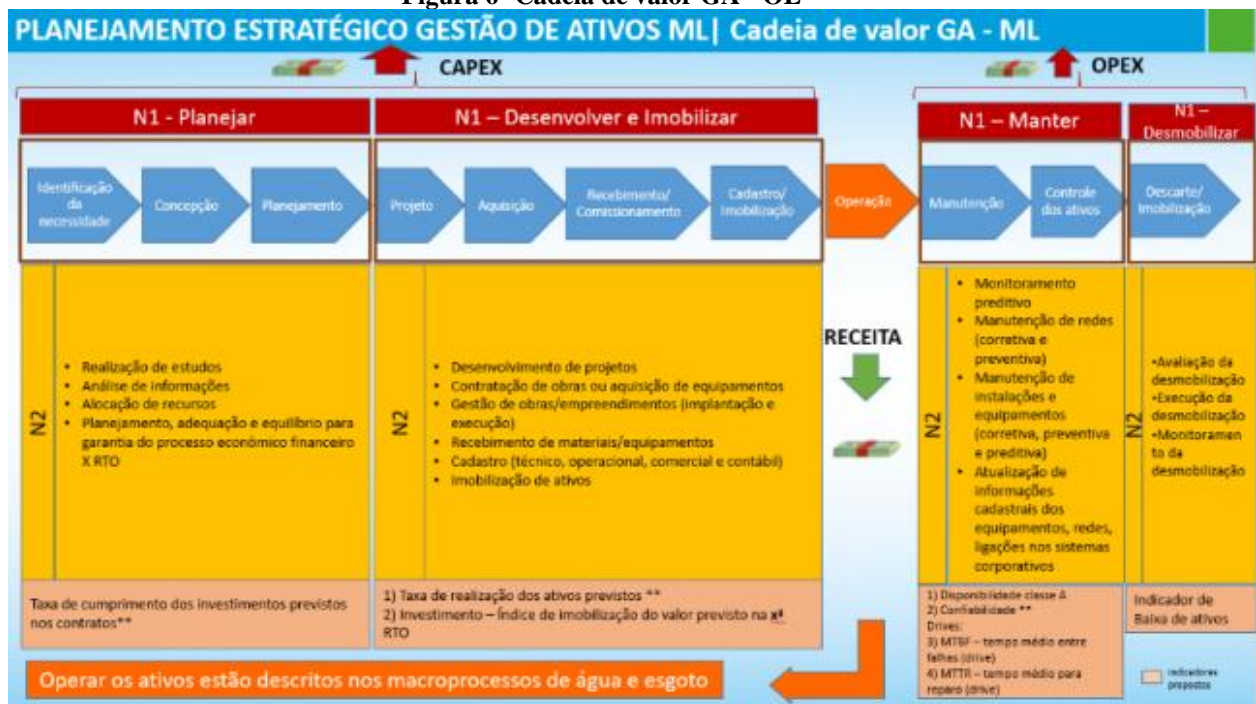 Figura 6- Cadeia de valor GA - OL
PLANEJAMENTO ESTRATÉGICO GESTÃO DE ATIVOS ML| Cadeia de valor GA - ML
CAPEX
OPEX
N1 - Planejar
N1 – Desenvolver e Imobilizar
N1 – Manter
N1 –
Desmobilizar
Identificação
da
necessidade
Concepção
Planejamento
Projeto
Aquisição
Recebimento/
Comissionamento
Cadastro/
Imobilização
Operação
Manutenção
Controle
dos ativos
Descarte/
Imobilização
N2
• Realização de estudos
• Análise de informações
• Alocação de recursos
• Planejamento, adequação e equilíbrio para
garantia do processo econômico financeiro
X RTO
N2
• Desenvolvimento de projetos
• Contratação de obras ou aquisição de equipamentos
• Gestão de obras/empreendimentos (implantação e
execução)
• Recebimento de materiais/equipamentos
• Cadastro (técnico, operacional, comercial e contábil)
• Imobilização de ativos
RECEITA
N2
• Monitoramento
preditivo
• Manutenção de redes
(corretiva e
preventiva)
• Manutenção de
instalações e
equipamentos
(corretiva, preventiva
e preditiva)
• Atualização de
informações
cadastrais dos
equipamentos, redes,
ligações nos sistemas
corporativos
N2
•Avaliação da
desmobilização
•Execução da
desmobilização
•Monitoramen
to da
desmobilização
Taxa de cumprimento dos investimentos previstos
nos contratos**
1) Taxa de realização dos ativos previstos **
2) Investimento – Índice de imobilização do valor previsto na xª
RTO
1) Disponibilidade classe A
2) Confiabilidade **
Drives:
3) MTBF – tempo médio entre
falhes (drive)
4) MTTR – tempo médio para
reparo (drive)
Indicador de
Baixa de ativos
Indicadores
propostos
Operar os ativos estão descritos nos macroprocessos de água e esgoto